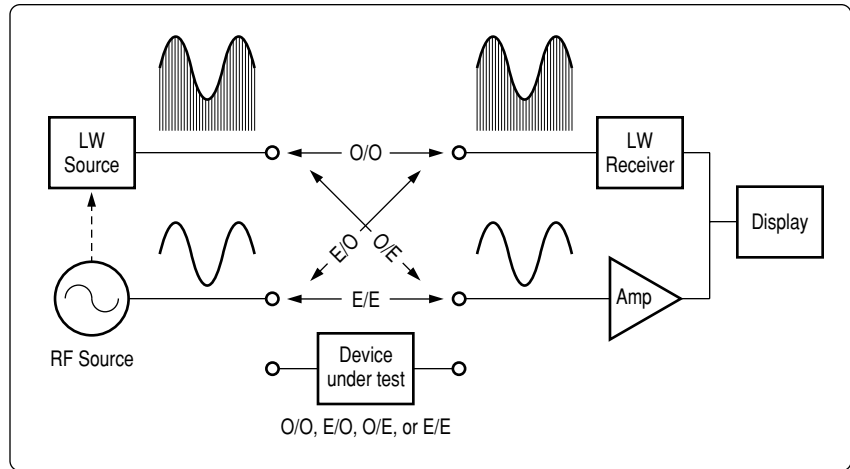 LW
Source
O/O
LW
Receiver
Display
E/O
O/E
RF Source
E/E
Amp
Device
under test
O/O, E/O, O/E, or E/E